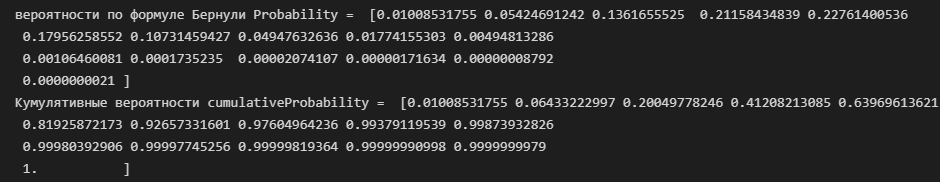 вероятности по формуле Бернули Probability =  [0.01008531755 0.05424691242 0.1361655525  0.21158434839 0.22761400536
 0.17956258552 0.10731459427 0.04947632636 0.01774155303 0.00494813286
 0.00106460081 0.0001735235  0.00002074107 0.00000171634 0.00000008792
 0.0000000021 ]
Кумулятивные вероятности cumulativeProbability =  [0.01008531755 0.06433222997 0.20049778246 0.41208213085 0.63969613621
 0.81925872173 0.92657331601 0.97604964236 0.99379119539 0.99873932826
 0.99980392906 0.99997745256 0.99999819364 0.99999990998 0.9999999979
 1.            ]